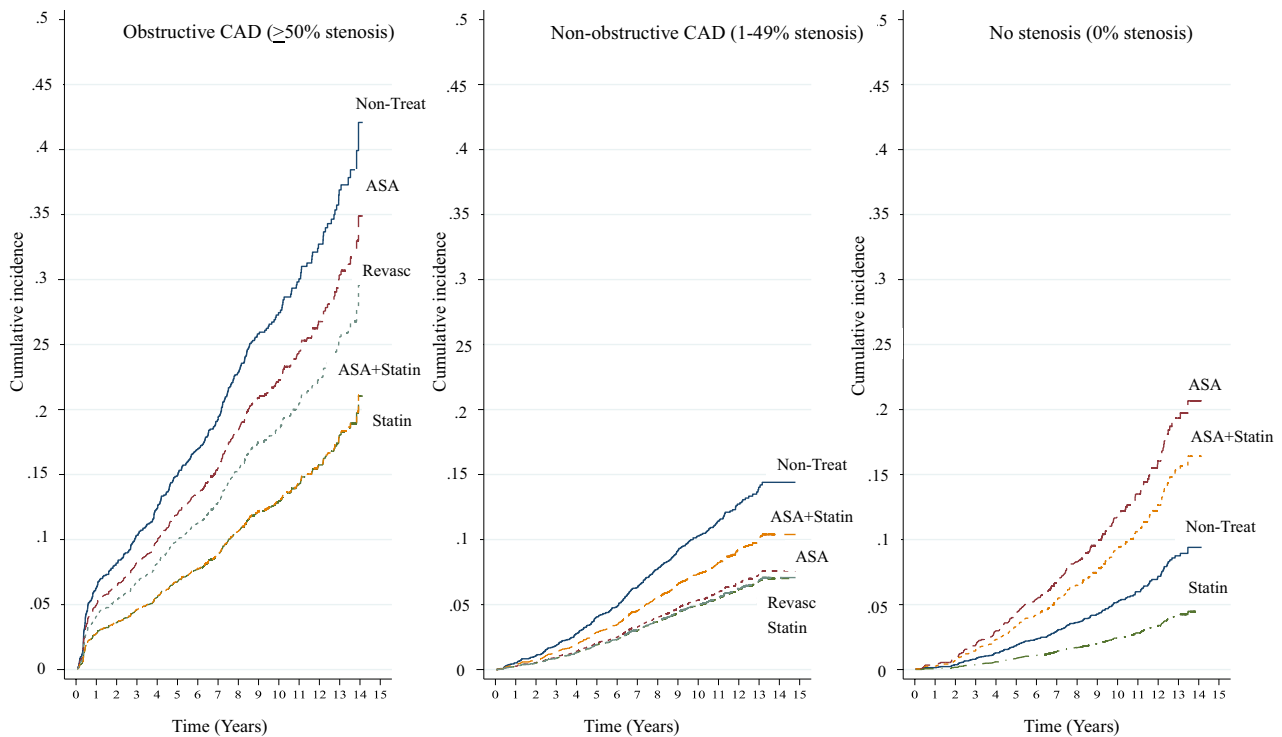 Obstructive CAD (≥50% stenosis)
.5
.45
.4
.35
.3
.25
.2
.15
.1
.05
0
Cumulative incidence
Non-Treat
ASA
Revasc
ASA+Statin
Statin
0 1 2 3 4 5 6 7 8 9 10 11 12 13 14 15
Time (Years)
Non-obstructive CAD (1-49% stenosis)
.5
.45
.4
.35
.3
.25
.2
.15
.1
.05
0
Cumulative incidence
Non-Treat
ASA+Statin
ASA
Revasc
Statin
0 1 2 3 4 5 6 7 8 9 10 11 12 13 14 15
Time (Years)
No stenosis (0% stenosis)
.5
.45
.4
.35
.3
25
.2
.15
.1
.05
0
Cumulative incidence
ASA
ASA+Statin
Non-Treat
Statin
0 1 2 3 4 5 6 7 8 9 10 11 12 13 14 15
Time (Years)